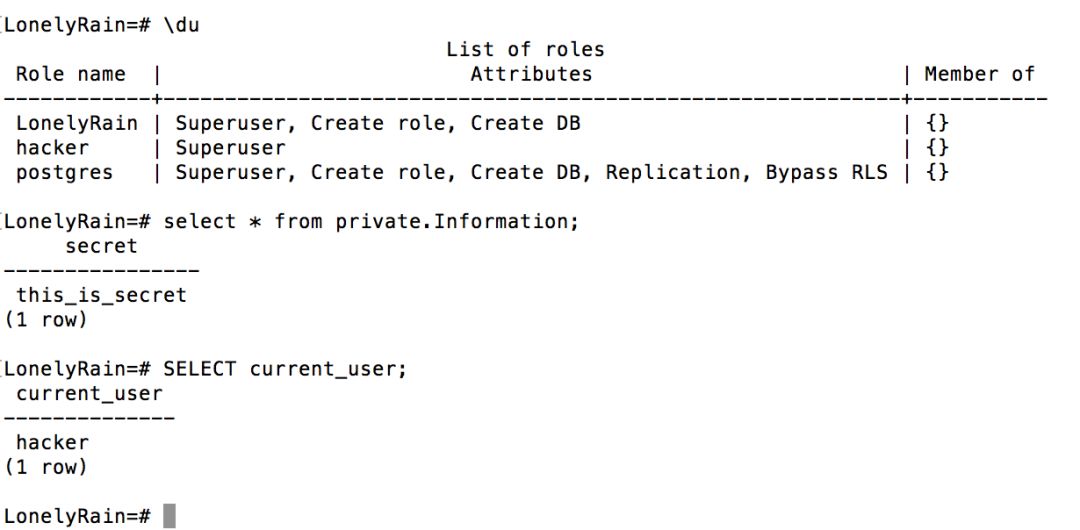 LonelyRain=# \du
                                    List of roles
 Role name  |                         Attributes                         | Member of
------------+------------------------------------------------------------+-----------
 LonelyRain | Superuser, Create role, Create DB                          | {}
 hacker     | Superuser                                                  | {}
 postgres   | Superuser, Create role, Create DB, Replication, Bypass RLS | {}

LonelyRain=# select * from private.Information;
     secret
----------------
 this_is_secret
(1 row)

LonelyRain=# SELECT current_user;
 current_user
--------------
 hacker
(1 row)

LonelyRain=#